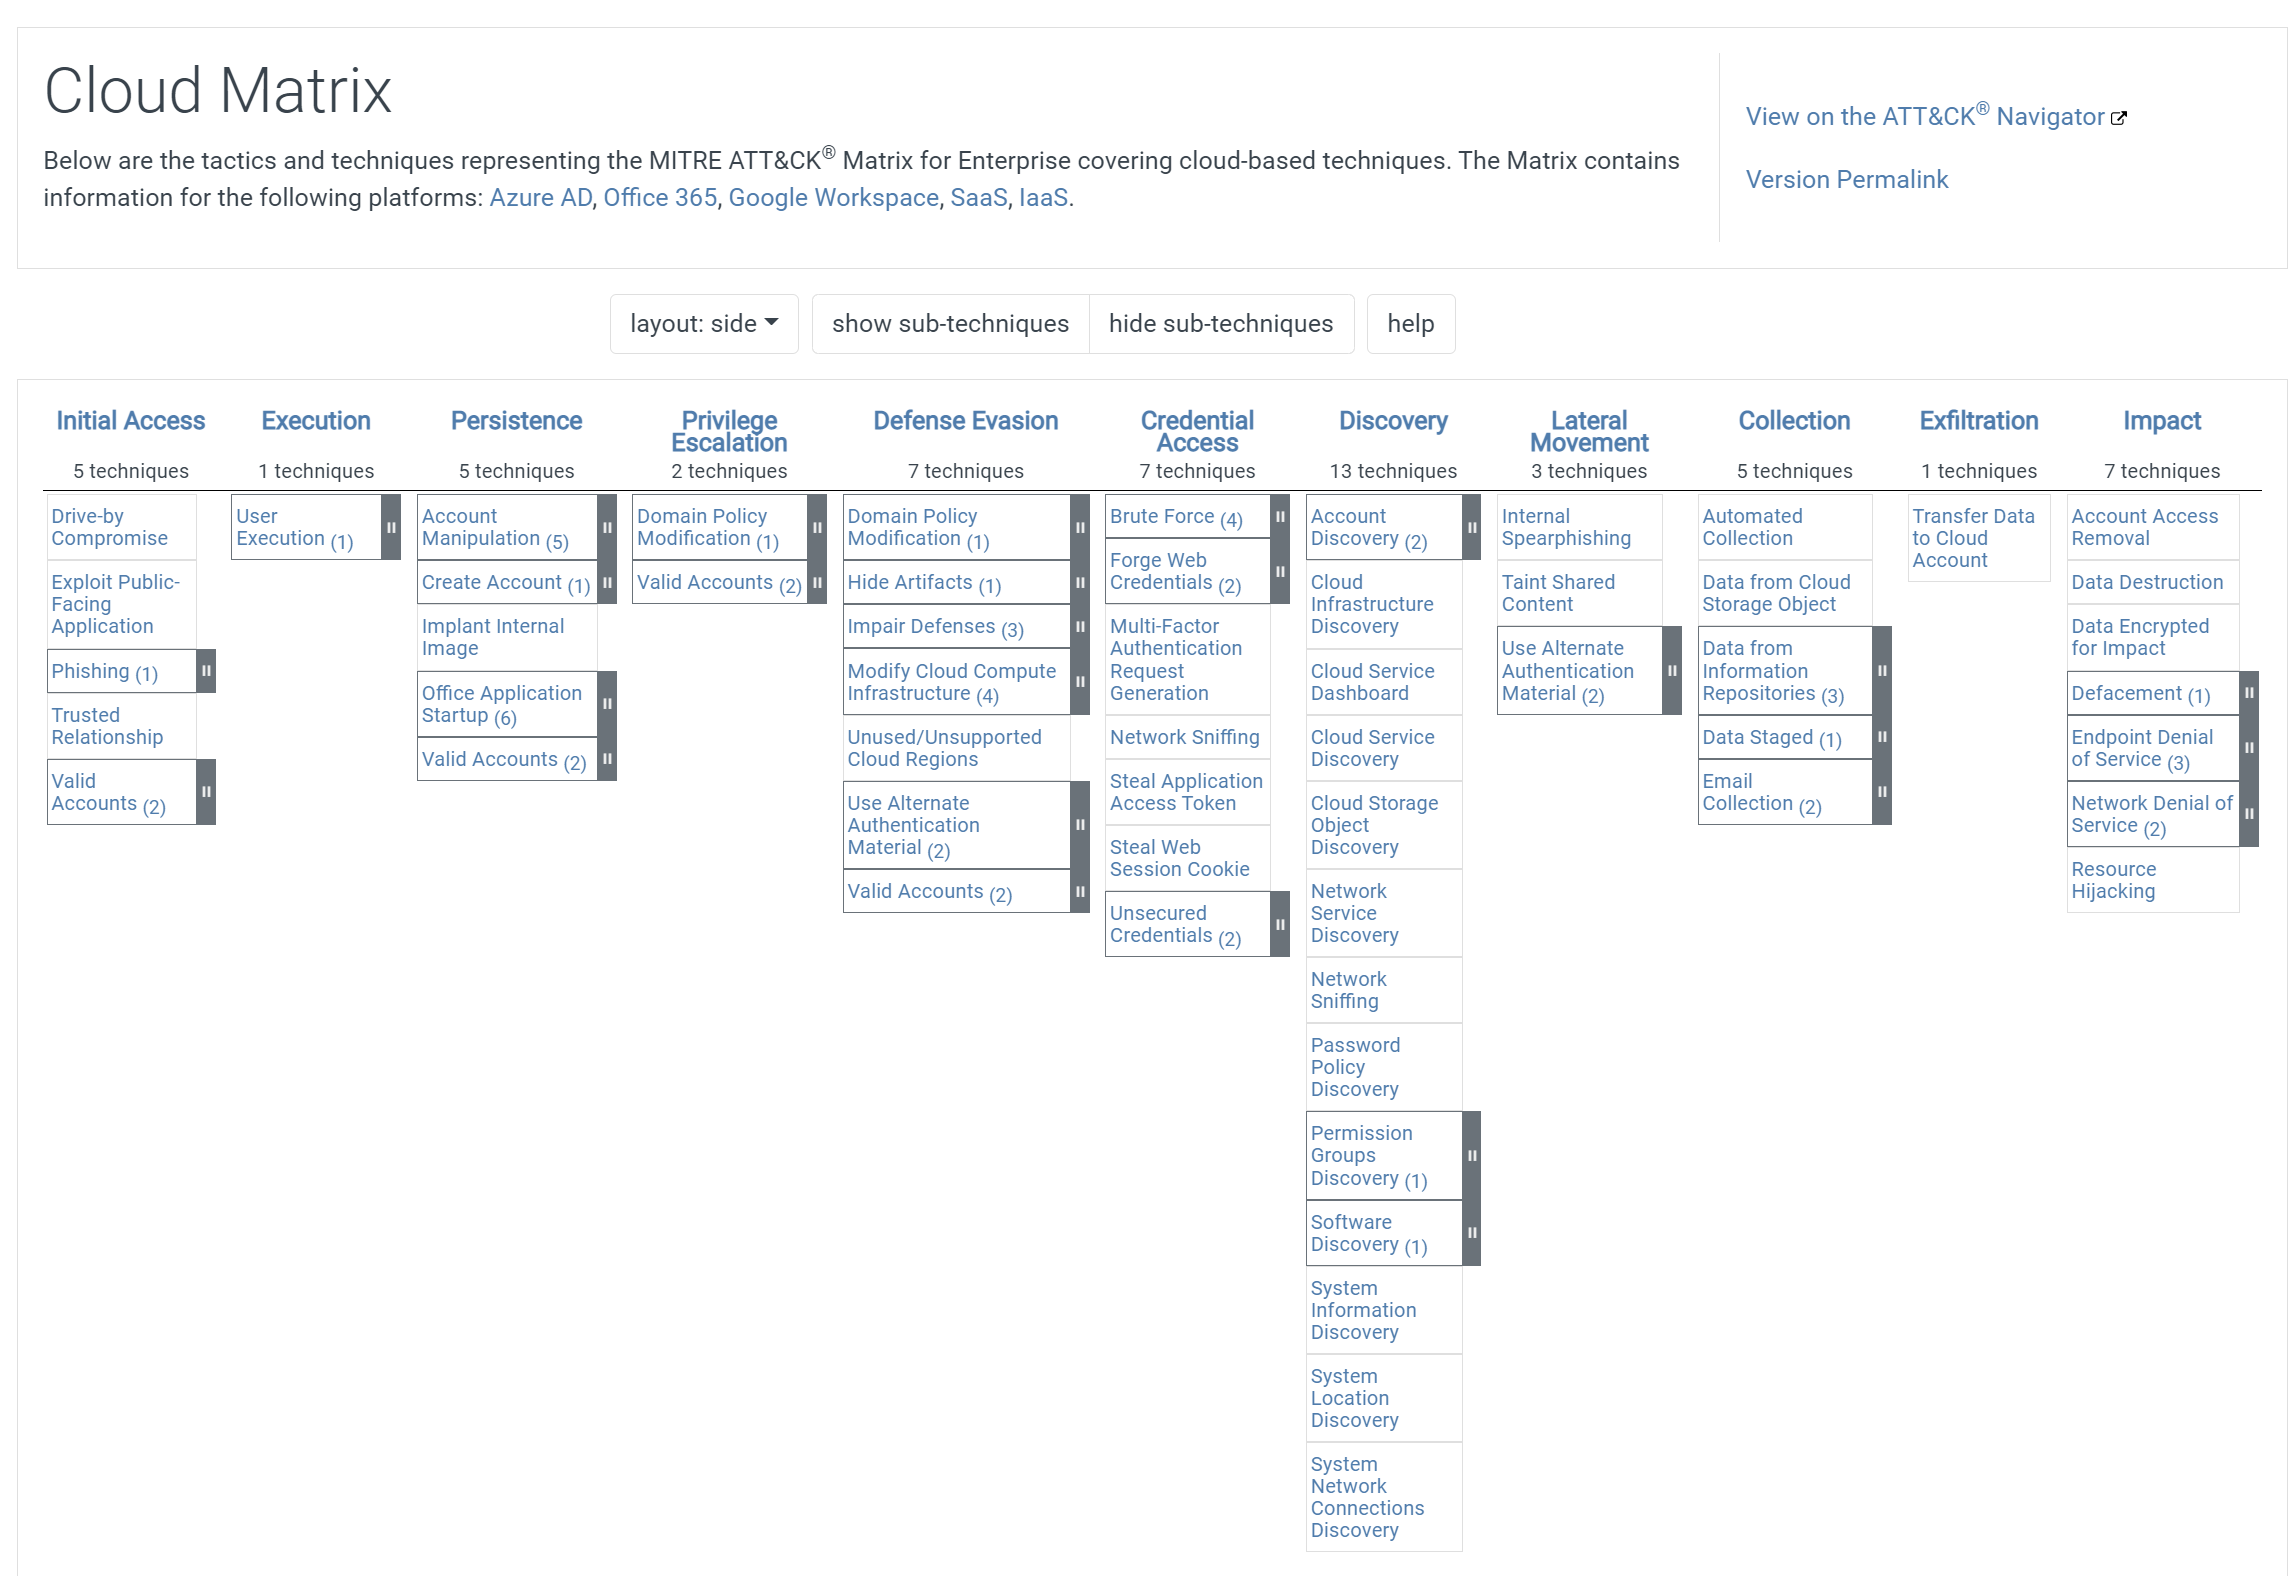 Cloud Matrix
Below are the tactics and techniques representing the MITRE ATT&CK® Matrix for Enterprise covering cloud-based techniques. The Matrix contains
information for the following platforms: Azure AD, Office 365, Google Workspace, SaaS, IaaS.
View on the ATT&CK® Navigator
Version Permalink
layout: side
show sub-techniques
hide sub-techniques
help
Initial Access
5 techniques
Drive-by
Compromise
Exploit Public-
Facing
Application
Phishing (1)
Trusted
Relationship
Valid
Accounts (2)
Execution
1 techniques
User
Execution (1)
Persistence
5 techniques
Account
Manipulation (5)
Create Account (1)
Implant Internal
Image
Office Application
Startup (6)
Valid Accounts (2)
Privilege
Escalation
2 techniques
Domain Policy
Modification (1)
Valid Accounts (2)
Defense Evasion
7 techniques
Domain Policy
Modification (1)
Hide Artifacts (1)
Impair Defenses (3)
Modify Cloud Compute
Infrastructure (4)
Unused/Unsupported
Cloud Regions
Use Alternate
Authentication
Material (2)
Valid Accounts (2)
Credential
Access
7 techniques
Brute Force (4)
Forge Web
Credentials (2)
Multi-Factor
Authentication
Request
Generation
Network Sniffing
Steal Application
Access Token
Steal Web
Session Cookie
Unsecured
Credentials (2)
Discovery
13 techniques
Account
Discovery (2)
Cloud
Infrastructure
Discovery
Cloud Service
Dashboard
Cloud Service
Discovery
Cloud Storage
Object
Discovery
Network
Service
Discovery
Network
Sniffing
Password
Policy
Discovery
Permission
Groups
Discovery (1)
Software
Discovery (1)
System
Information
Discovery
System
Location
Discovery
System
Network
Connections
Discovery
Lateral
Movement
3 techniques
Internal
Spearphishing
Taint Shared
Content
Use Alternate
Authentication
Material (2)
Collection
5 techniques
Automated
Collection
Data from Cloud
Storage Object
Data from
Information
Repositories (3)
Data Staged (1)
Email
Collection (2)
Exfiltration
1 techniques
Transfer Data
to Cloud
Account
Impact
7 techniques
Account Access
Removal
Data Destruction
Data Encrypted
for Impact
Defacement (1)
Endpoint Denial
of Service (3)
Network Denial of
Service (2)
Resource
Hijacking